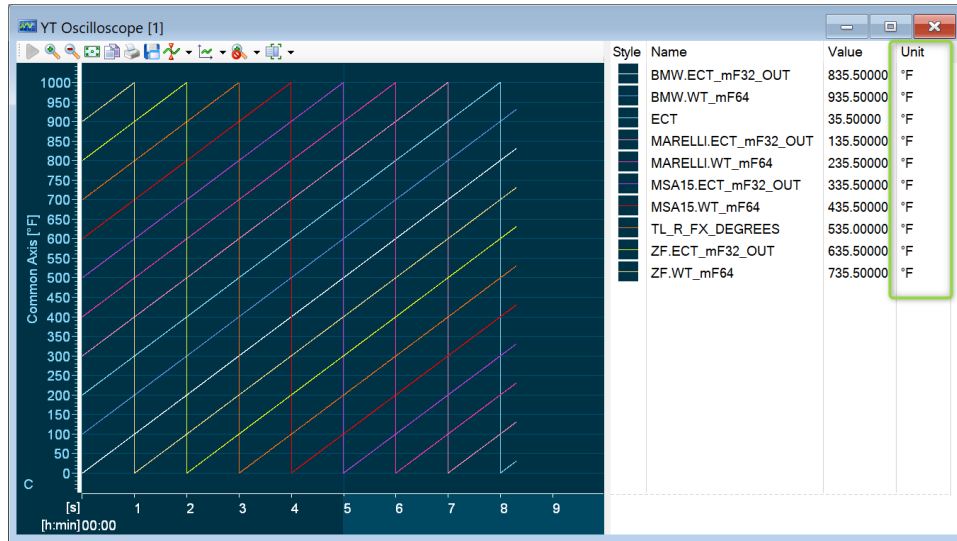 YT Oscilloscope [1]
Style Name Value Unit
BMW.ECT_mF32_OUT 835.50000 °F
BMW.WT_mF64 935.50000 °F
ECT 35.50000 °F
MARELLI.ECT_mF32_OUT 135.50000 °F
MARELLI.WT_mF64 235.50000 °F
MSA15.ECT_mF32_OUT 335.50000 °F
MSA15.WT_mF64 435.50000 °F
TL_R_FX_DEGREES 535.00000 °F
ZF.ECT_mF32_OUT 635.50000 °F
ZF.WT_mF64 735.50000 °F
Common Axis [°F]
1000
950
900
850
800
750
700
650
600
550
500
450
400
350
300
250
200
150
100
50
0
C
[s] 1 2 3 4 5 6 7 8 9
[h:min] 00:00